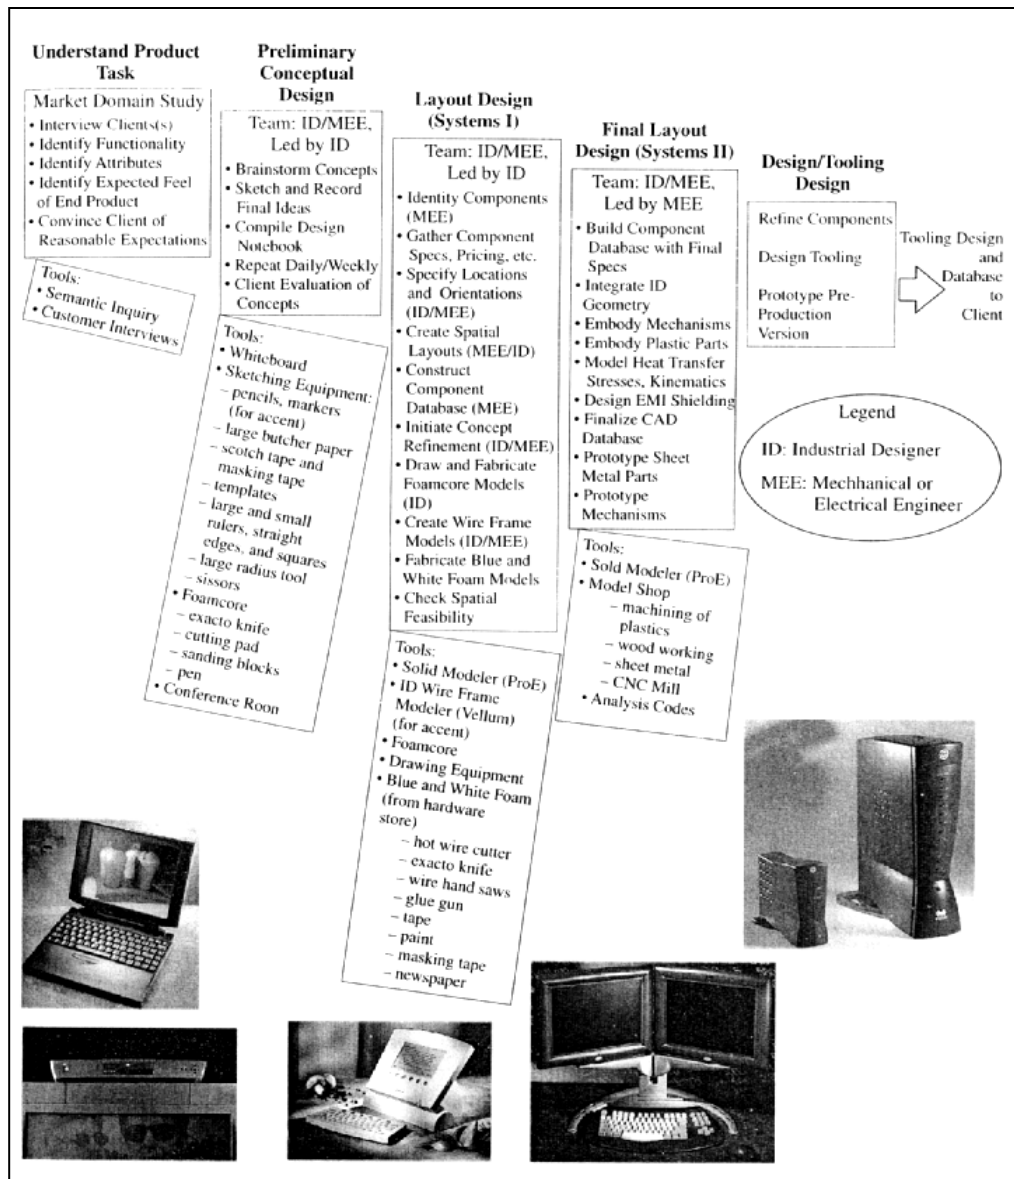 Understand Product
Task
Market Domain Study
• Interview Clients(s)
• Identify Functionality
• Identify Attributes
• Identify Expected Feel
of End Product
• Convince Client of
Reasonable Expectations
Tools:
• Semantic Inquiry
• Customer Interviews
Preliminary
Conceptual
Design
Team: ID/MEE,
Led by ID
• Brainstorm Concepts
• Sketch and Record
Final Ideas
• Compile Design
Notebook
• Repeat Daily/Weekly
• Client Evaluation of
Concepts
Tools:
• Whiteboard
• Sketching Equipment:
– pencils, markers
(for accent)
– large butcher paper
– scotch tape and
masking tape
– templates
– large and small
rulers, straight
edges, and squares
– large radius tool
– sissors
• Foamcore
– exacto knife
– cutting pad
– sanding blocks
– pen
• Conference Roon
Layout Design
(Systems I)
Team: ID/MEE,
Led by ID
• Identity Components
(MEE)
• Gather Component
Specs, Pricing, etc.
• Specify Locations
and Orientations
(ID/MEE)
• Create Spatial
Layouts (MEE/ID)
• Construct
Component
Database (MEE)
• Initiate Concept
Refinement (ID/MEE)
• Draw and Fabricate
Foamcore Models
(ID)
• Create Wire Frame
Models (ID/MEE)
• Fabricate Blue and
White Foam Models
• Check Spatial
Feasibility
Tools:
• Solid Modeler (ProE)
• ID Wire Frame
Modeler (Vellum)
(for accent)
• Foamcore
• Drawing Equipment
• Blue and White Foam
(from hardware
store)
– hot wire cutter
– exacto knife
– wire hand saws
– glue gun
– tape
– paint
– masking tape
– newspaper
Final Layout
Design (Systems II)
Team: ID/MEE,
Led by MEE
• Build Component
Database with Final
Specs
• Integrate ID
Geometry
• Embody Mechanisms
• Embody Plastic Parts
• Model Heat Transfer
Stresses, Kinematics
• Design EMI Shielding
• Finalize CAD
Database
• Prototype Sheet
Metal Parts
• Prototype
Mechanisms
Tools:
• Sold Modeler (ProE)
• Model Shop
– machining of
plastics
– wood working
– sheet metal
– CNC Mill
• Analysis Codes
Design/Tooling
Design
Refine Components
Design Tooling
Prototype Pre-
Production
Version
Tooling Design
and
Database
to
Client
Legend
ID: Industrial Designer
MEE: Mechhanical or
Electrical Engineer